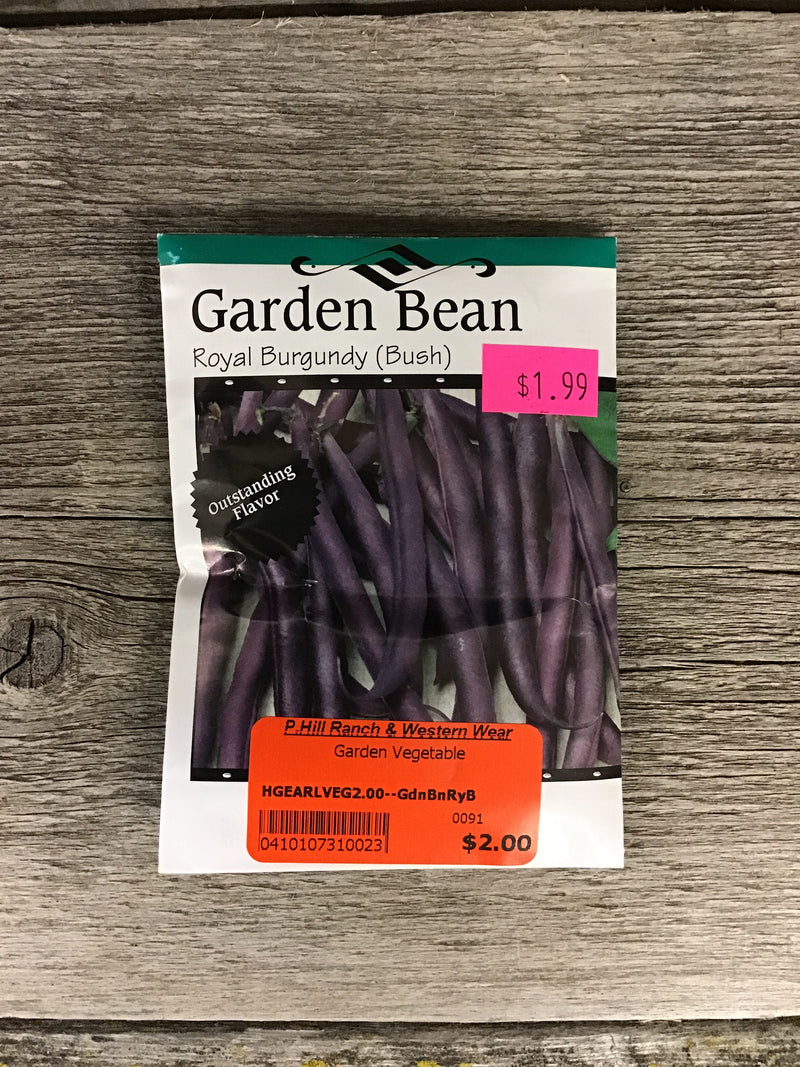 Garden Bean
Royal Burgundy (Bush)
$1.99
Outstanding
Flavor
P.Hill Ranch & Western Wear
Garden Vegetable
HGEARLVEG2.00--GdnBnRyB
0091
0410107310023
$2.00